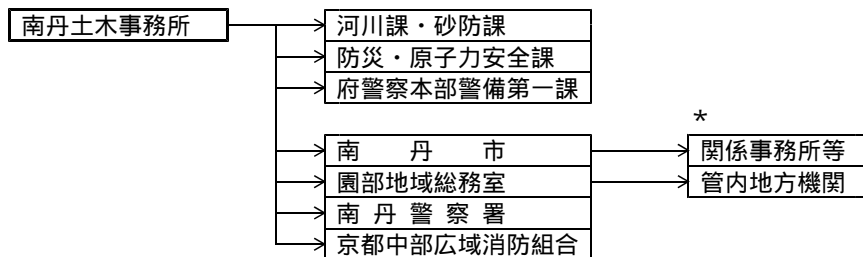 南丹土木事務所
河川課・砂防課
防災・原子力安全課
府警察本部警備第一課
*
南丹市
関係事務所等
園部地域総務室
管内地方機関
南丹警察署
京都中部広域消防組合